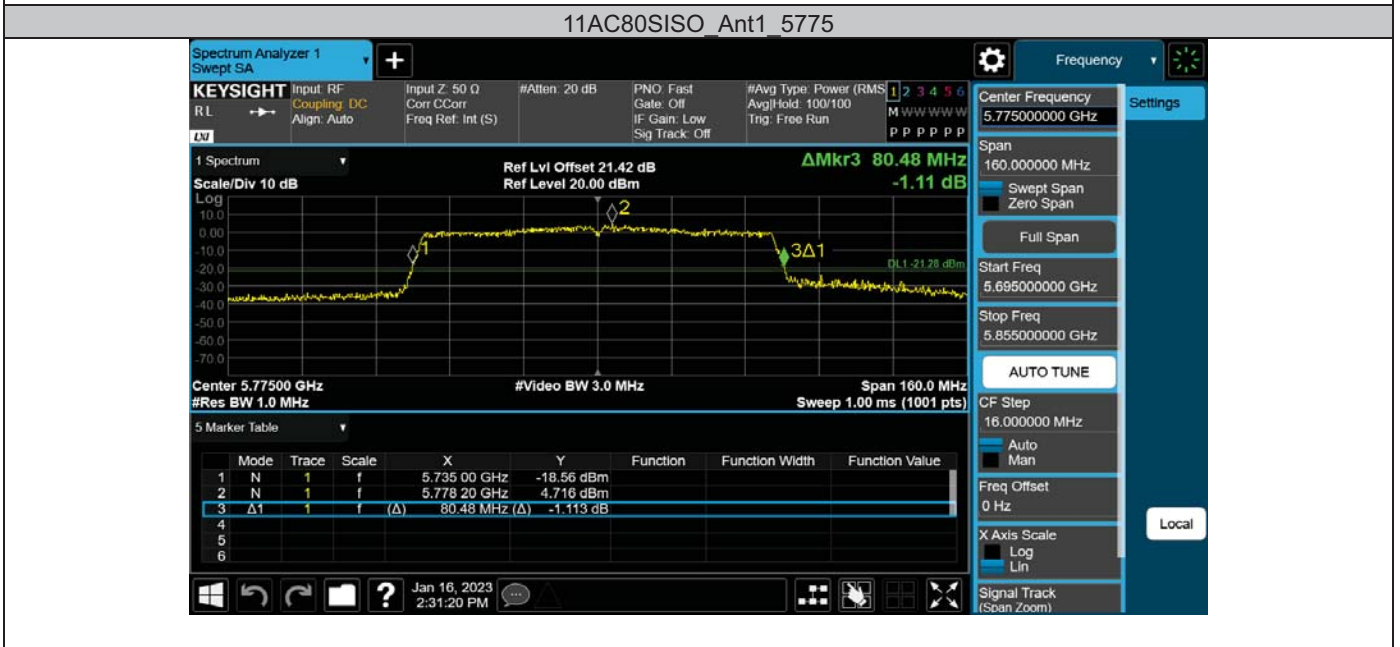 11AC80SISO_Ant1_5775
Spectrum Analyzer 1
Swept SA
+
Frequency
KEYSIGHT
RL
LXI
Input: RF
Coupling: DC
Align: Auto
Input Z: 50 Ω
Corr CCorr
Freq Ref: Int (S)
#Atten: 20 dB
PNO: Fast
Gate: Off
IF Gain: Low
Sig Track: Off
#Avg Type: Power (RMS
Avg|Hold: 100/100
Trig: Free Run
1 2 3 4 5 6
M W W W W W
P P P P P P
1 Spectrum
Scale/Div 10 dB
Ref Lvl Offset 21.42 dB
Ref Level 20.00 dBm
ΔMkr3 80.48 MHz
-1.11 dB
Log
10.0
0.00
-10.0
-20.0
-30.0
-40.0
-50.0
-60.0
-70.0
1
2
3Δ1
DL1 -21.28 dBm
Center 5.77500 GHz
#Res BW 1.0 MHz
#Video BW 3.0 MHz
Span 160.0 MHz
Sweep 1.00 ms (1001 pts)
5 Marker Table
Mode Trace Scale X Y Function Function Width Function Value
1 N 1 f 5.735 00 GHz -18.56 dBm
2 N 1 f 5.778 20 GHz 4.716 dBm
3 Δ1 1 f (Δ) 80.48 MHz (Δ) -1.113 dB
4
5
6
?
Jan 16, 2023
2:31:20 PM
Center Frequency
5.775000000 GHz
Settings
Span
160.000000 MHz
Swept Span
Zero Span
Full Span
Start Freq
5.695000000 GHz
Stop Freq
5.855000000 GHz
AUTO TUNE
CF Step
16.000000 MHz
Auto
Man
Freq Offset
0 Hz
X Axis Scale
Log
Lin
Local
Signal Track
(Span Zoom)